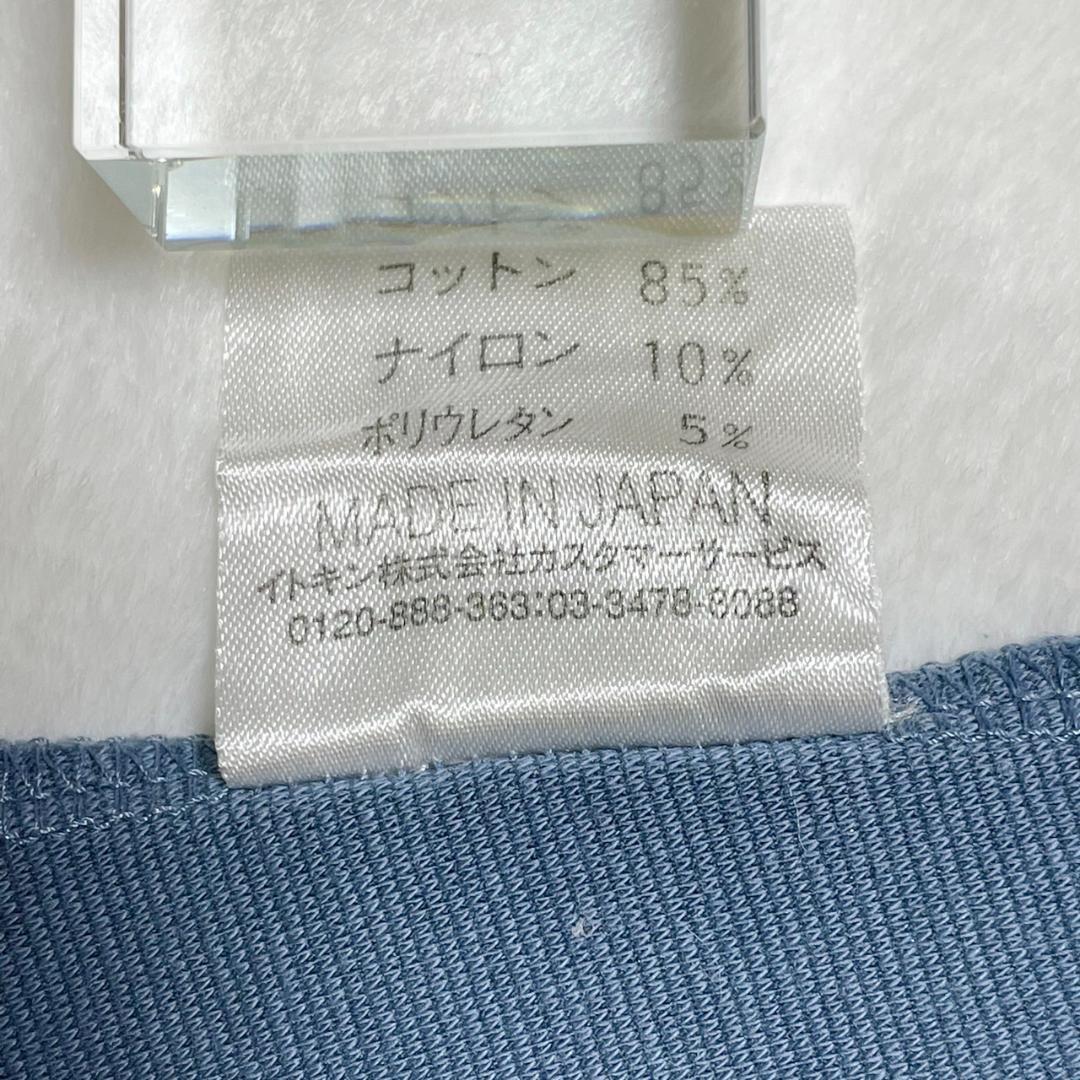 コットン 85%
ナイロン 10%
ポリウレタン 5%
MADE IN JAPAN
イトキン株式会社カスタマーサービス
0120-888-363:03-3478-8088